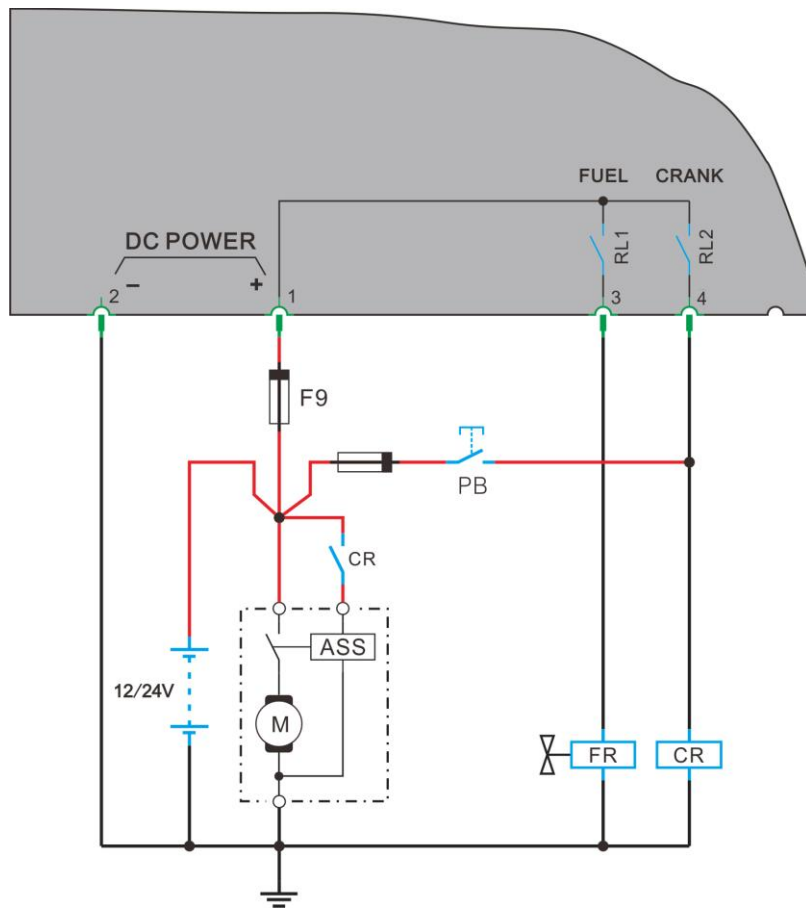 FUEL
CRANK
DC POWER
RL1
RL2
2
−
+
1
3
4
F9
PB
CR
ASS
12/24V
M
FR
CR